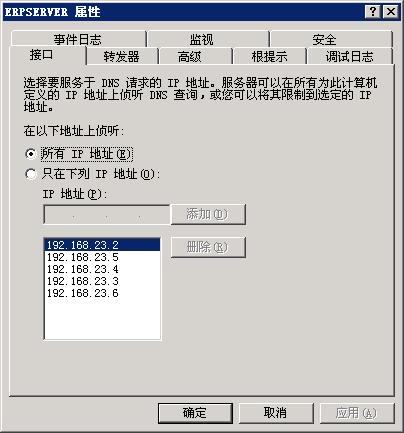 ERPSERVER 属性
事件日志 监视 安全
接口 转发器 高级 根提示 调试日志
选择要服务于 DNS 请求的 IP 地址。服务器可以在所有为此计算机
定义的 IP 地址上侦听 DNS 查询，或您可以将其限制到选定的 IP
地址。
在以下地址上侦听:
所有 IP 地址(E)
只在下列 IP 地址(O):
IP 地址(P):
. . . 添加(D)
192.168.23.2 删除(R)
192.168.23.5
192.168.23.4
192.168.23.3
192.168.23.6
确定 取消 应用(A)